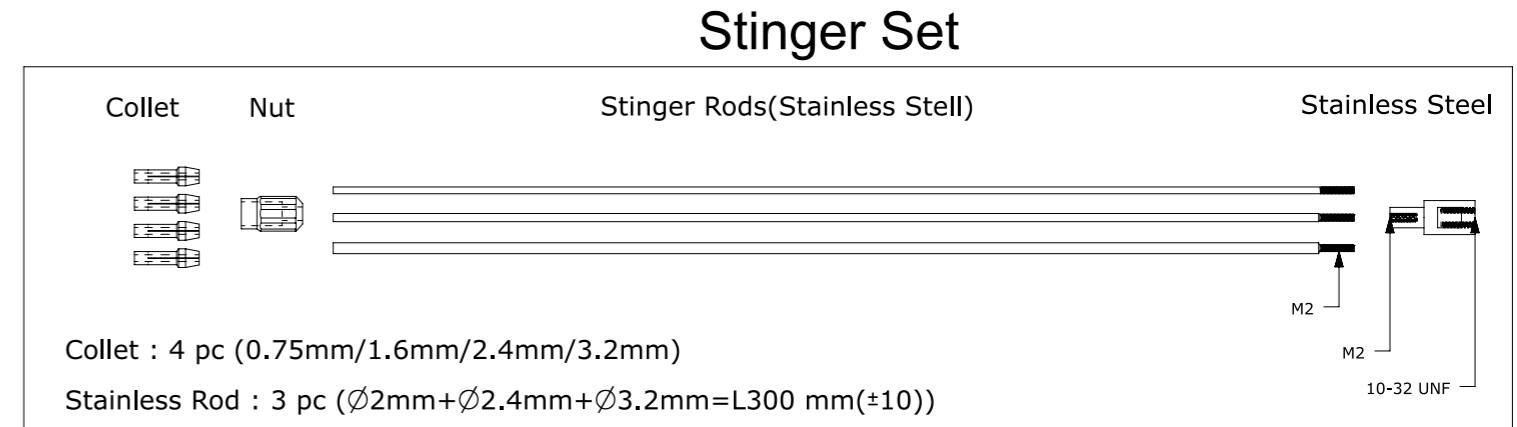 Stinger Set
Collet Nut Stinger Rods(Stainless Stell) Stainless Steel
M2
M2
10-32 UNF
Collet : 4 pc (0.75mm/1.6mm/2.4mm/3.2mm)
Stainless Rod : 3 pc (∅2mm+∅2.4mm+∅3.2mm=L300 mm(±10))